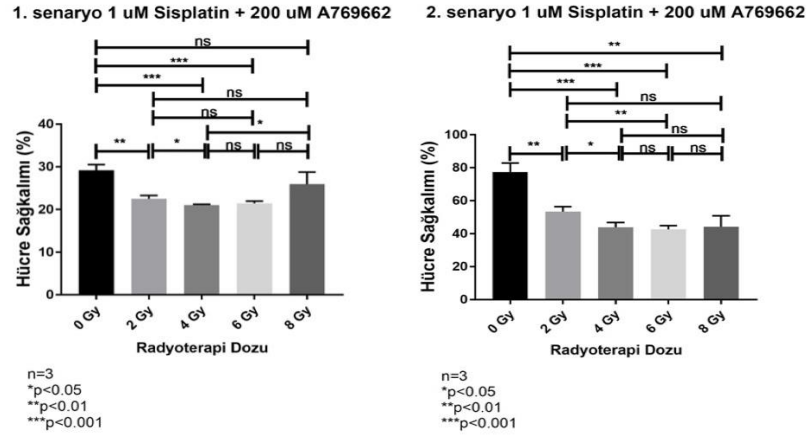 1. senaryo 1 uM Sisplatin + 200 uM A769662
ns
***
***
ns
ns
*
**
*
ns
ns
40
30
20
10
0
Hücre Sağkalımı (%)
0 Gy
2 Gy
4 Gy
6 Gy
8 Gy
Radyoterapi Dozu
n=3
*p<0.05
**p<0.01
***p<0.001
2. senaryo 1 uM Sisplatin + 200 uM A769662
**
***
***
ns
**
ns
**
*
ns
ns
100
80
60
40
20
0
Hücre Sağkalımı (%)
0 Gy
2 Gy
4 Gy
6 Gy
8 Gy
Radyoterapi Dozu
n=3
*p<0.05
**p<0.01
***p<0.001